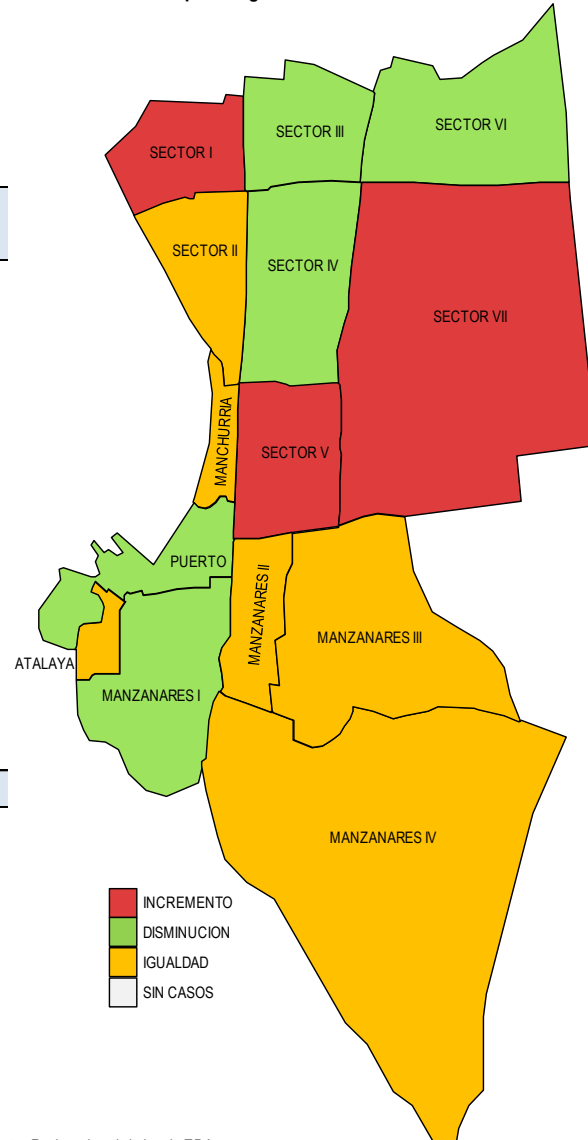 SECTOR III
SECTOR VI
SECTOR I
SECTOR II
SECTOR IV
SECTOR VII
MANCHURRIA
SECTOR V
PUERTO
MANZANARES II
MANZANARES III
ATALAYA
MANZANARES I
MANZANARES IV
INCREMENTO
DISMINUCION
IGUALDAD
SIN CASOS